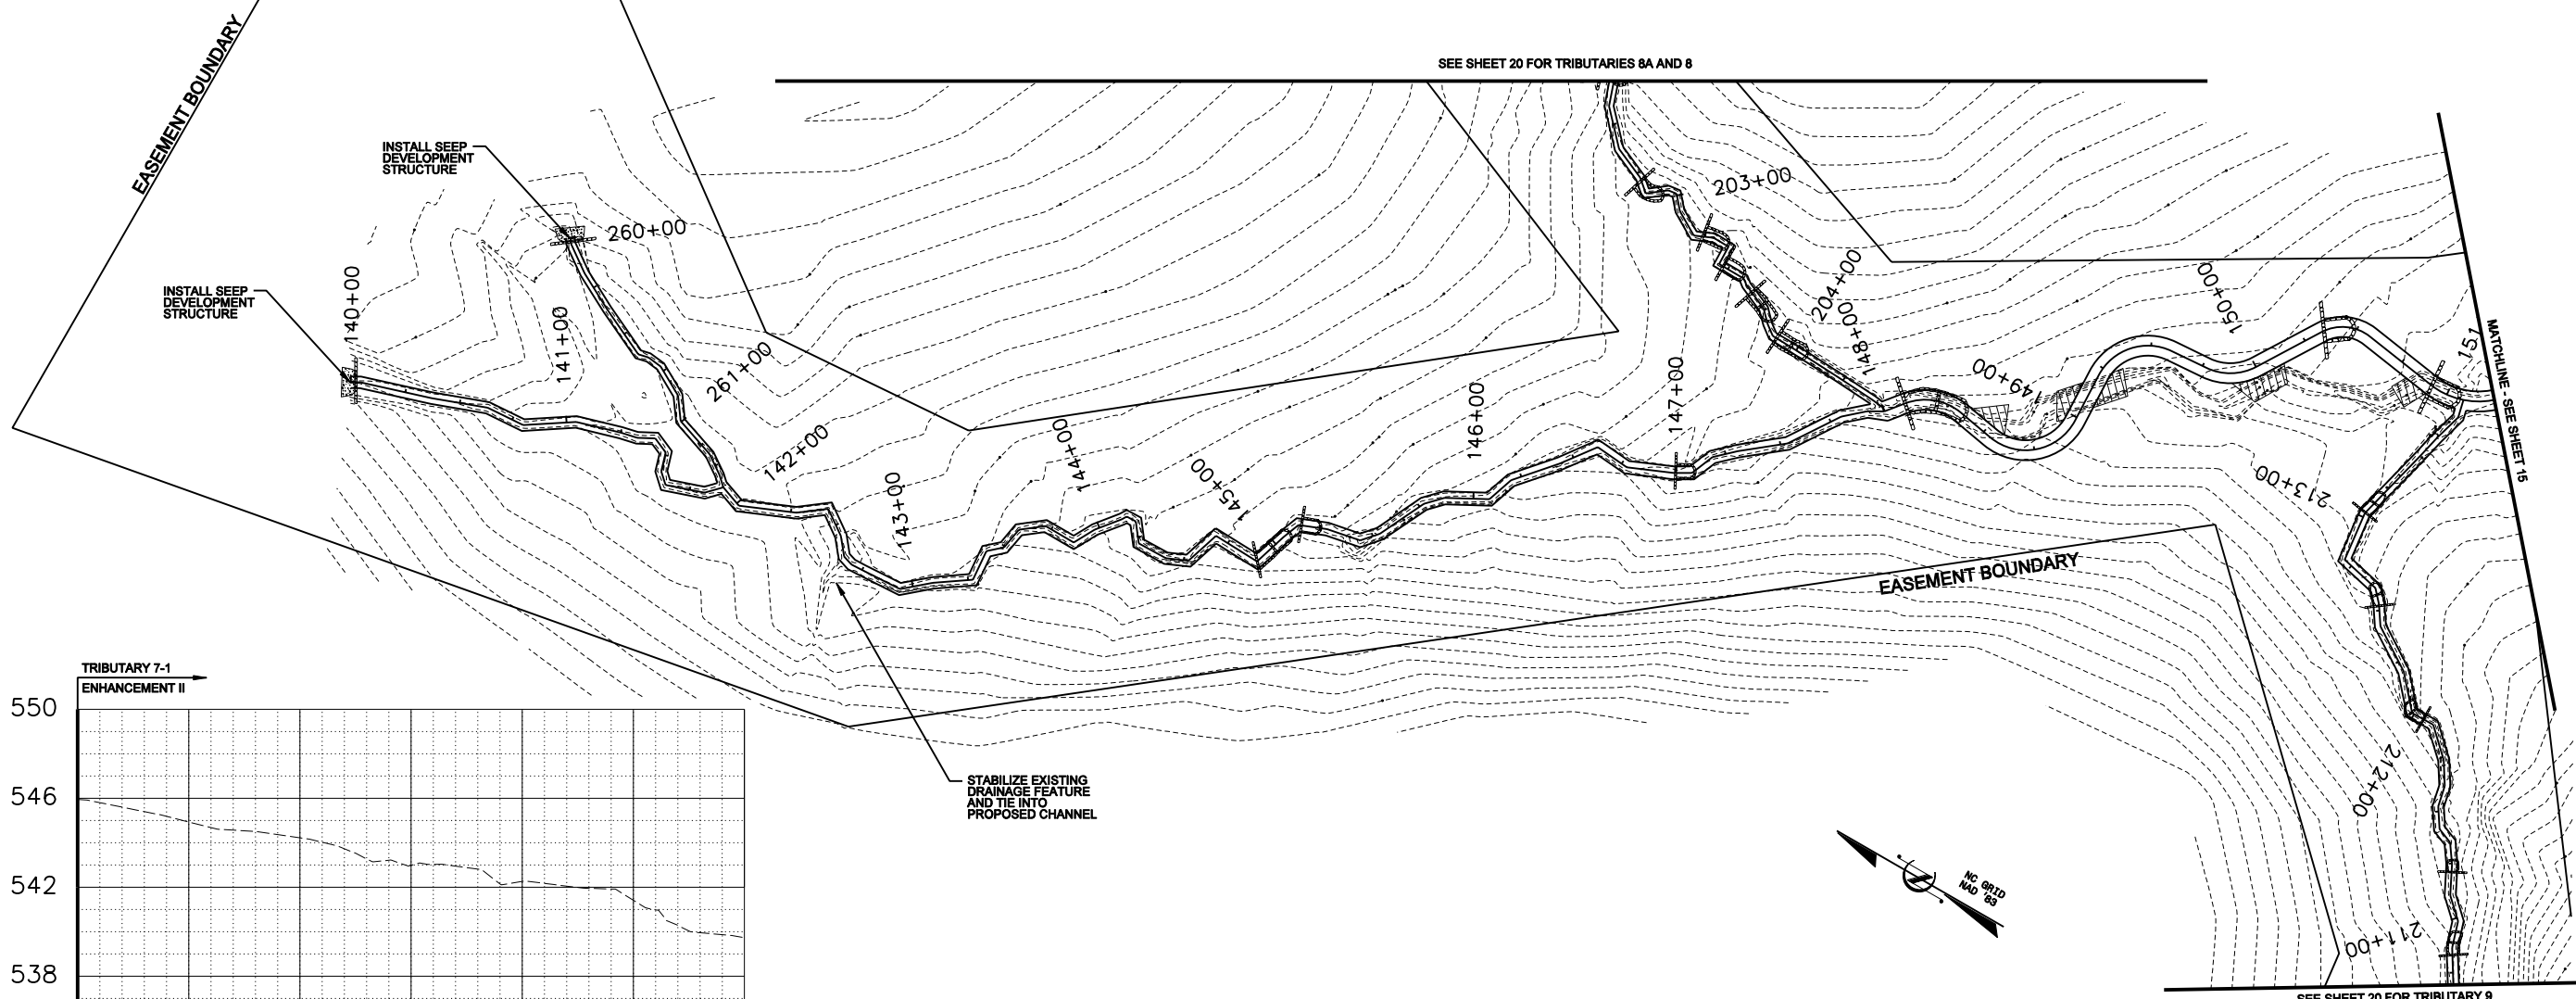 SEE SHEET 20 FOR TRIBUTARIES 8A AND 8
EASEMENT BOUNDARY
INSTALL SEEP
DEVELOPMENT
STRUCTURE
203+00
260+00
INSTALL SEEP
DEVELOPMENT
STRUCTURE
140+00
141+00
261+00
204+00
148+00
150+00
149+00
151
MATCHLINE - SEE SHEET 15
142+00
143+00
144+00
145+00
146+00
147+00
213+00
EASEMENT BOUNDARY
TRIBUTARY 7-1
ENHANCEMENT II
550
546
542
538
STABILIZE EXISTING
DRAINAGE FEATURE
AND TIE INTO
PROPOSED CHANNEL
212+00
NC GRID
NAD '83
211+00
SEE SHEET 20 FOR TRIBUTARY 9